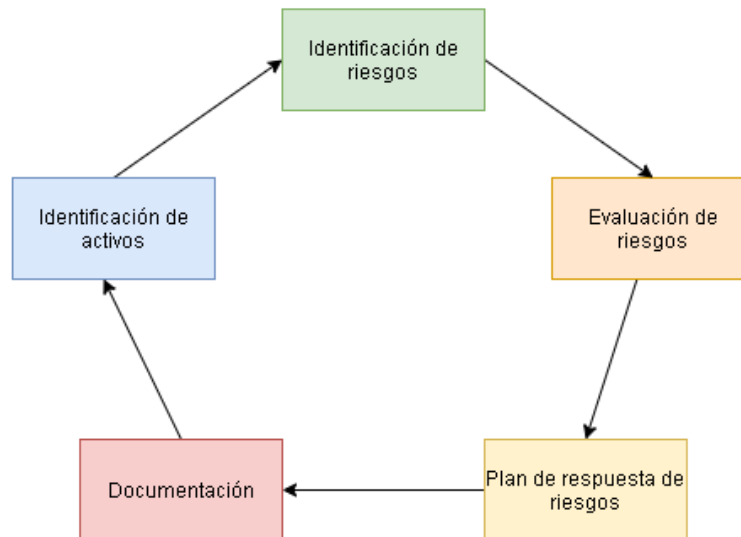 Identificación de
riesgos
Identificación de
activos
Evaluación de
riesgos
Documentación
Plan de respuesta de
riesgos